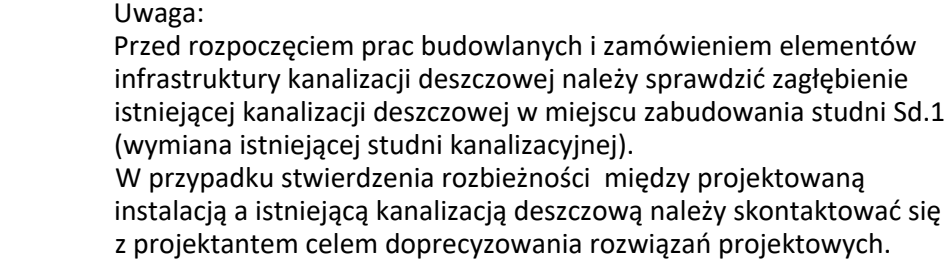 Uwaga:
Przed rozpoczęciem prac budowlanych i zamówieniem elementów
infrastruktury kanalizacji deszczowej należy sprawdzić zagłębienie
istniejącej kanalizacji deszczowej w miejscu zabudowania studni Sd.1
(wymiana istniejącej studni kanalizacyjnej).
W przypadku stwierdzenia rozbieżności między projektowaną
instalacją a istniejącą kanalizacją deszczową należy skontaktować się
z projektantem celem doprecyzowania rozwiązań projektowych.